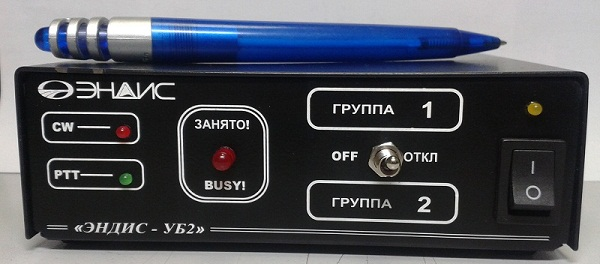 ЭНДИС
CW
PTT
ЗАНЯТО!
BUSY!
ГРУППА 1
OFF ОТКЛ
ГРУППА 2
I
O
«ЭНДИС - УБ2»